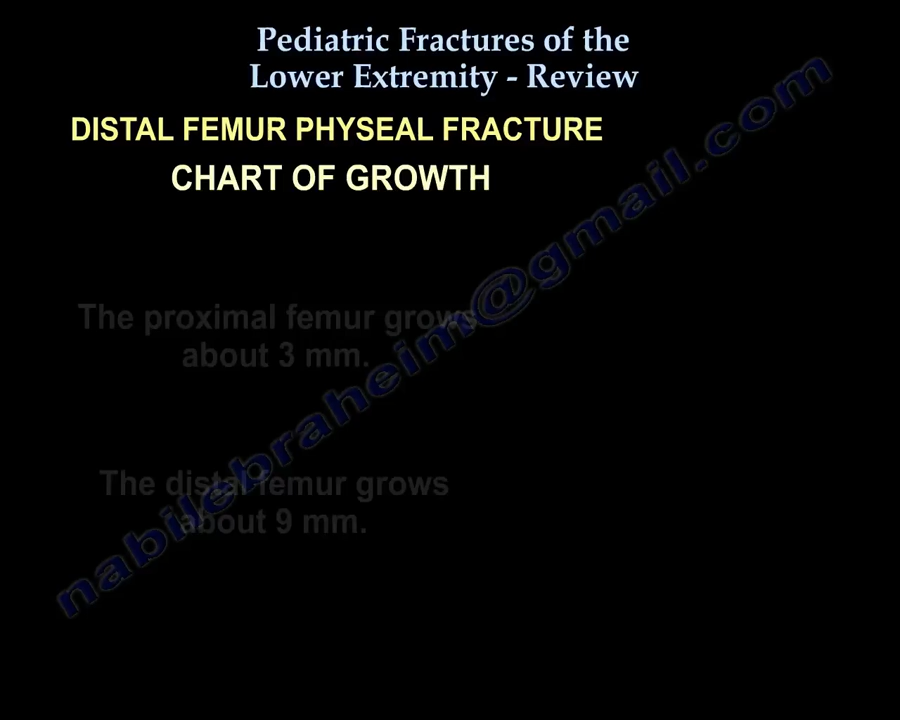 Pediatric Fractures of the
Lower Extremity - Review
DISTAL FEMUR PHYSEAL FRACTURE
CHART OF GROWTH
The proximal femur grows
about 3 mm.
The distal femur grows
about 9 mm.
nabilebraheim@gmail.com